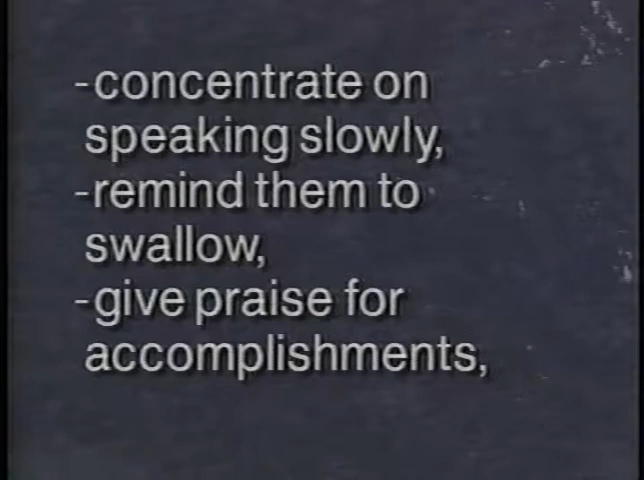 -concentrate on
speaking slowly,
-remind them to
swallow,
-give praise for
accomplishments,